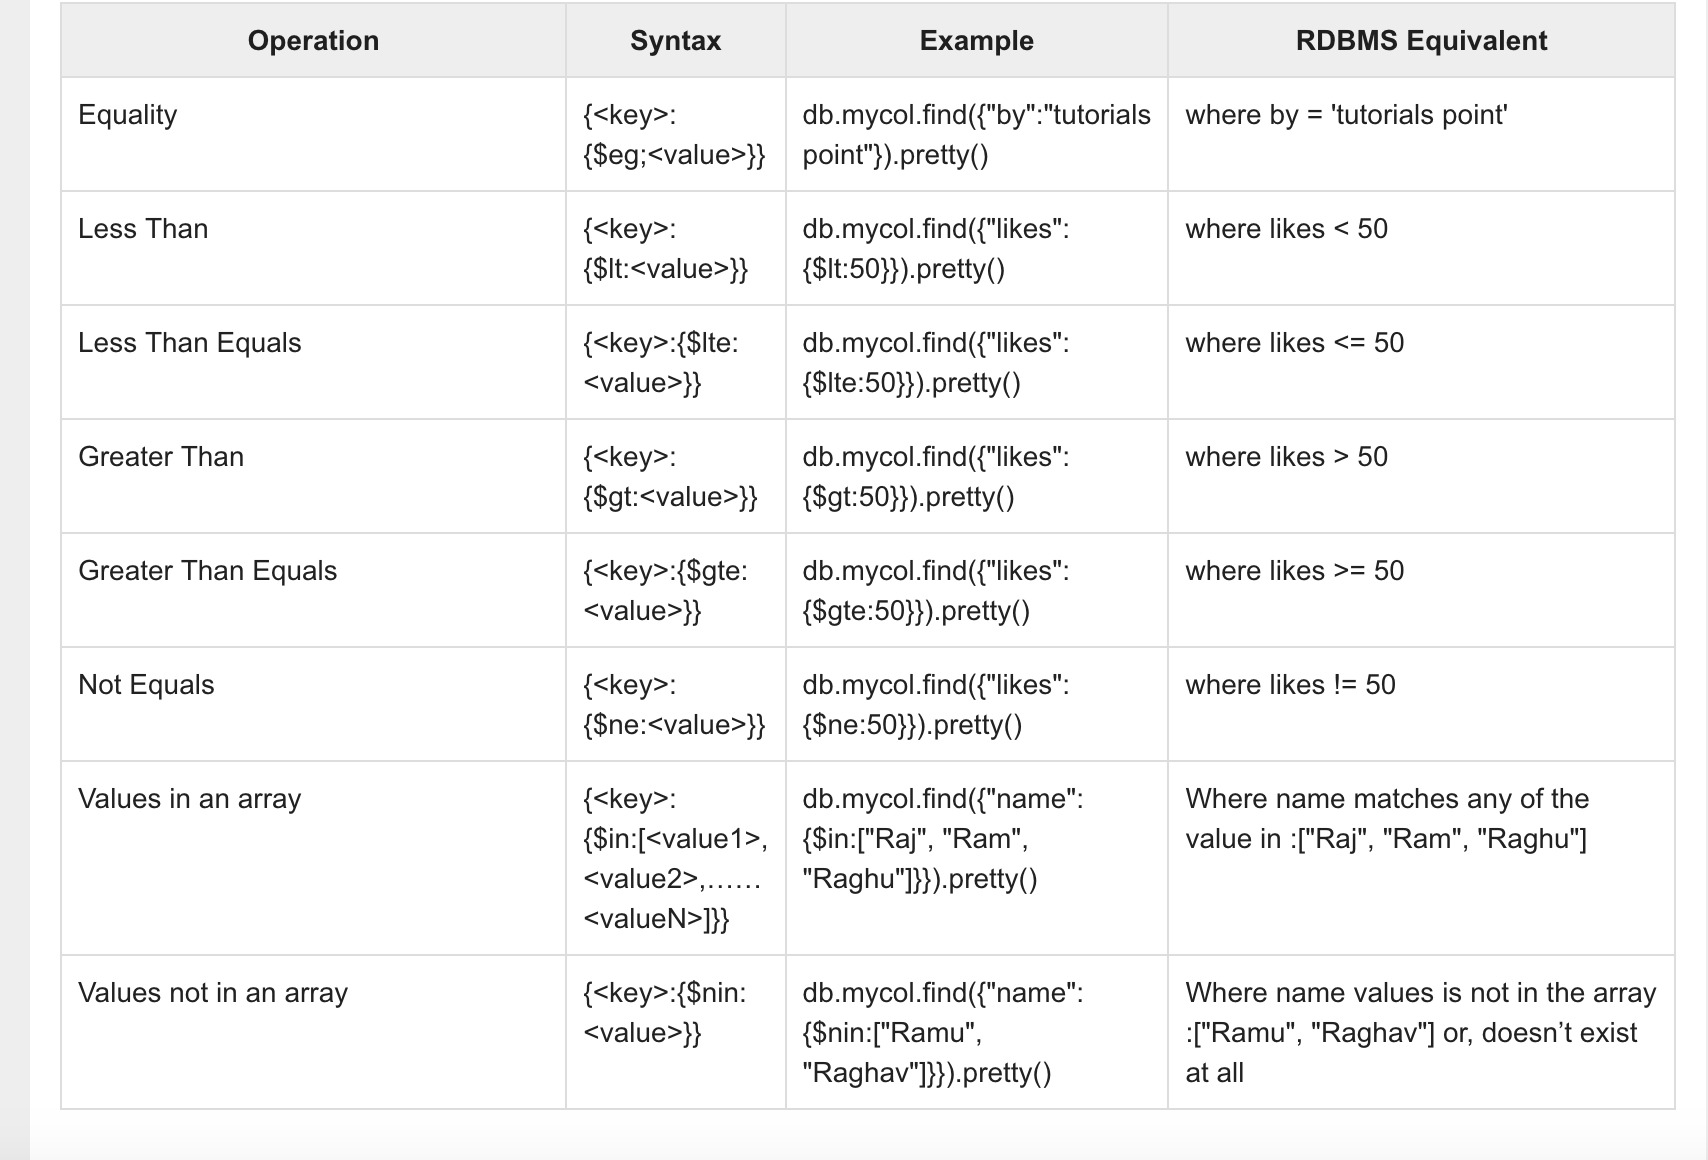 Operation Syntax Example RDBMS Equivalent
Equality
{<key>:
{$eg;<value>}}
db.mycol.find({"by":"tutorials
point"}).pretty()
where by = 'tutorials point'
Less Than
{<key>:
{$lt:<value>}}
db.mycol.find({"likes":
{$lt:50}}).pretty()
where likes < 50
Less Than Equals
{<key>:{$lte:
<value>}}
db.mycol.find({"likes":
{$lte:50}}).pretty()
where likes <= 50
Greater Than
{<key>:
{$gt:<value>}}
db.mycol.find({"likes":
{$gt:50}}).pretty()
where likes > 50
Greater Than Equals
{<key>:{$gte:
<value>}}
db.mycol.find({"likes":
{$gte:50}}).pretty()
where likes >= 50
Not Equals
{<key>:
{$ne:<value>}}
db.mycol.find({"likes":
{$ne:50}}).pretty()
where likes != 50
Values in an array
{<key>:
{$in:[<value1>,
<value2>,……
<valueN>]}}
db.mycol.find({"name":
{$in:["Raj", "Ram",
"Raghu"]}}).pretty()
Where name matches any of the
value in :["Raj", "Ram", "Raghu"]
Values not in an array
{<key>:{$nin:
<value>}}
db.mycol.find({"name":
{$nin:["Ramu",
"Raghav"]}}).pretty()
Where name values is not in the array
:["Ramu", "Raghav"] or, doesn’t exist
at all